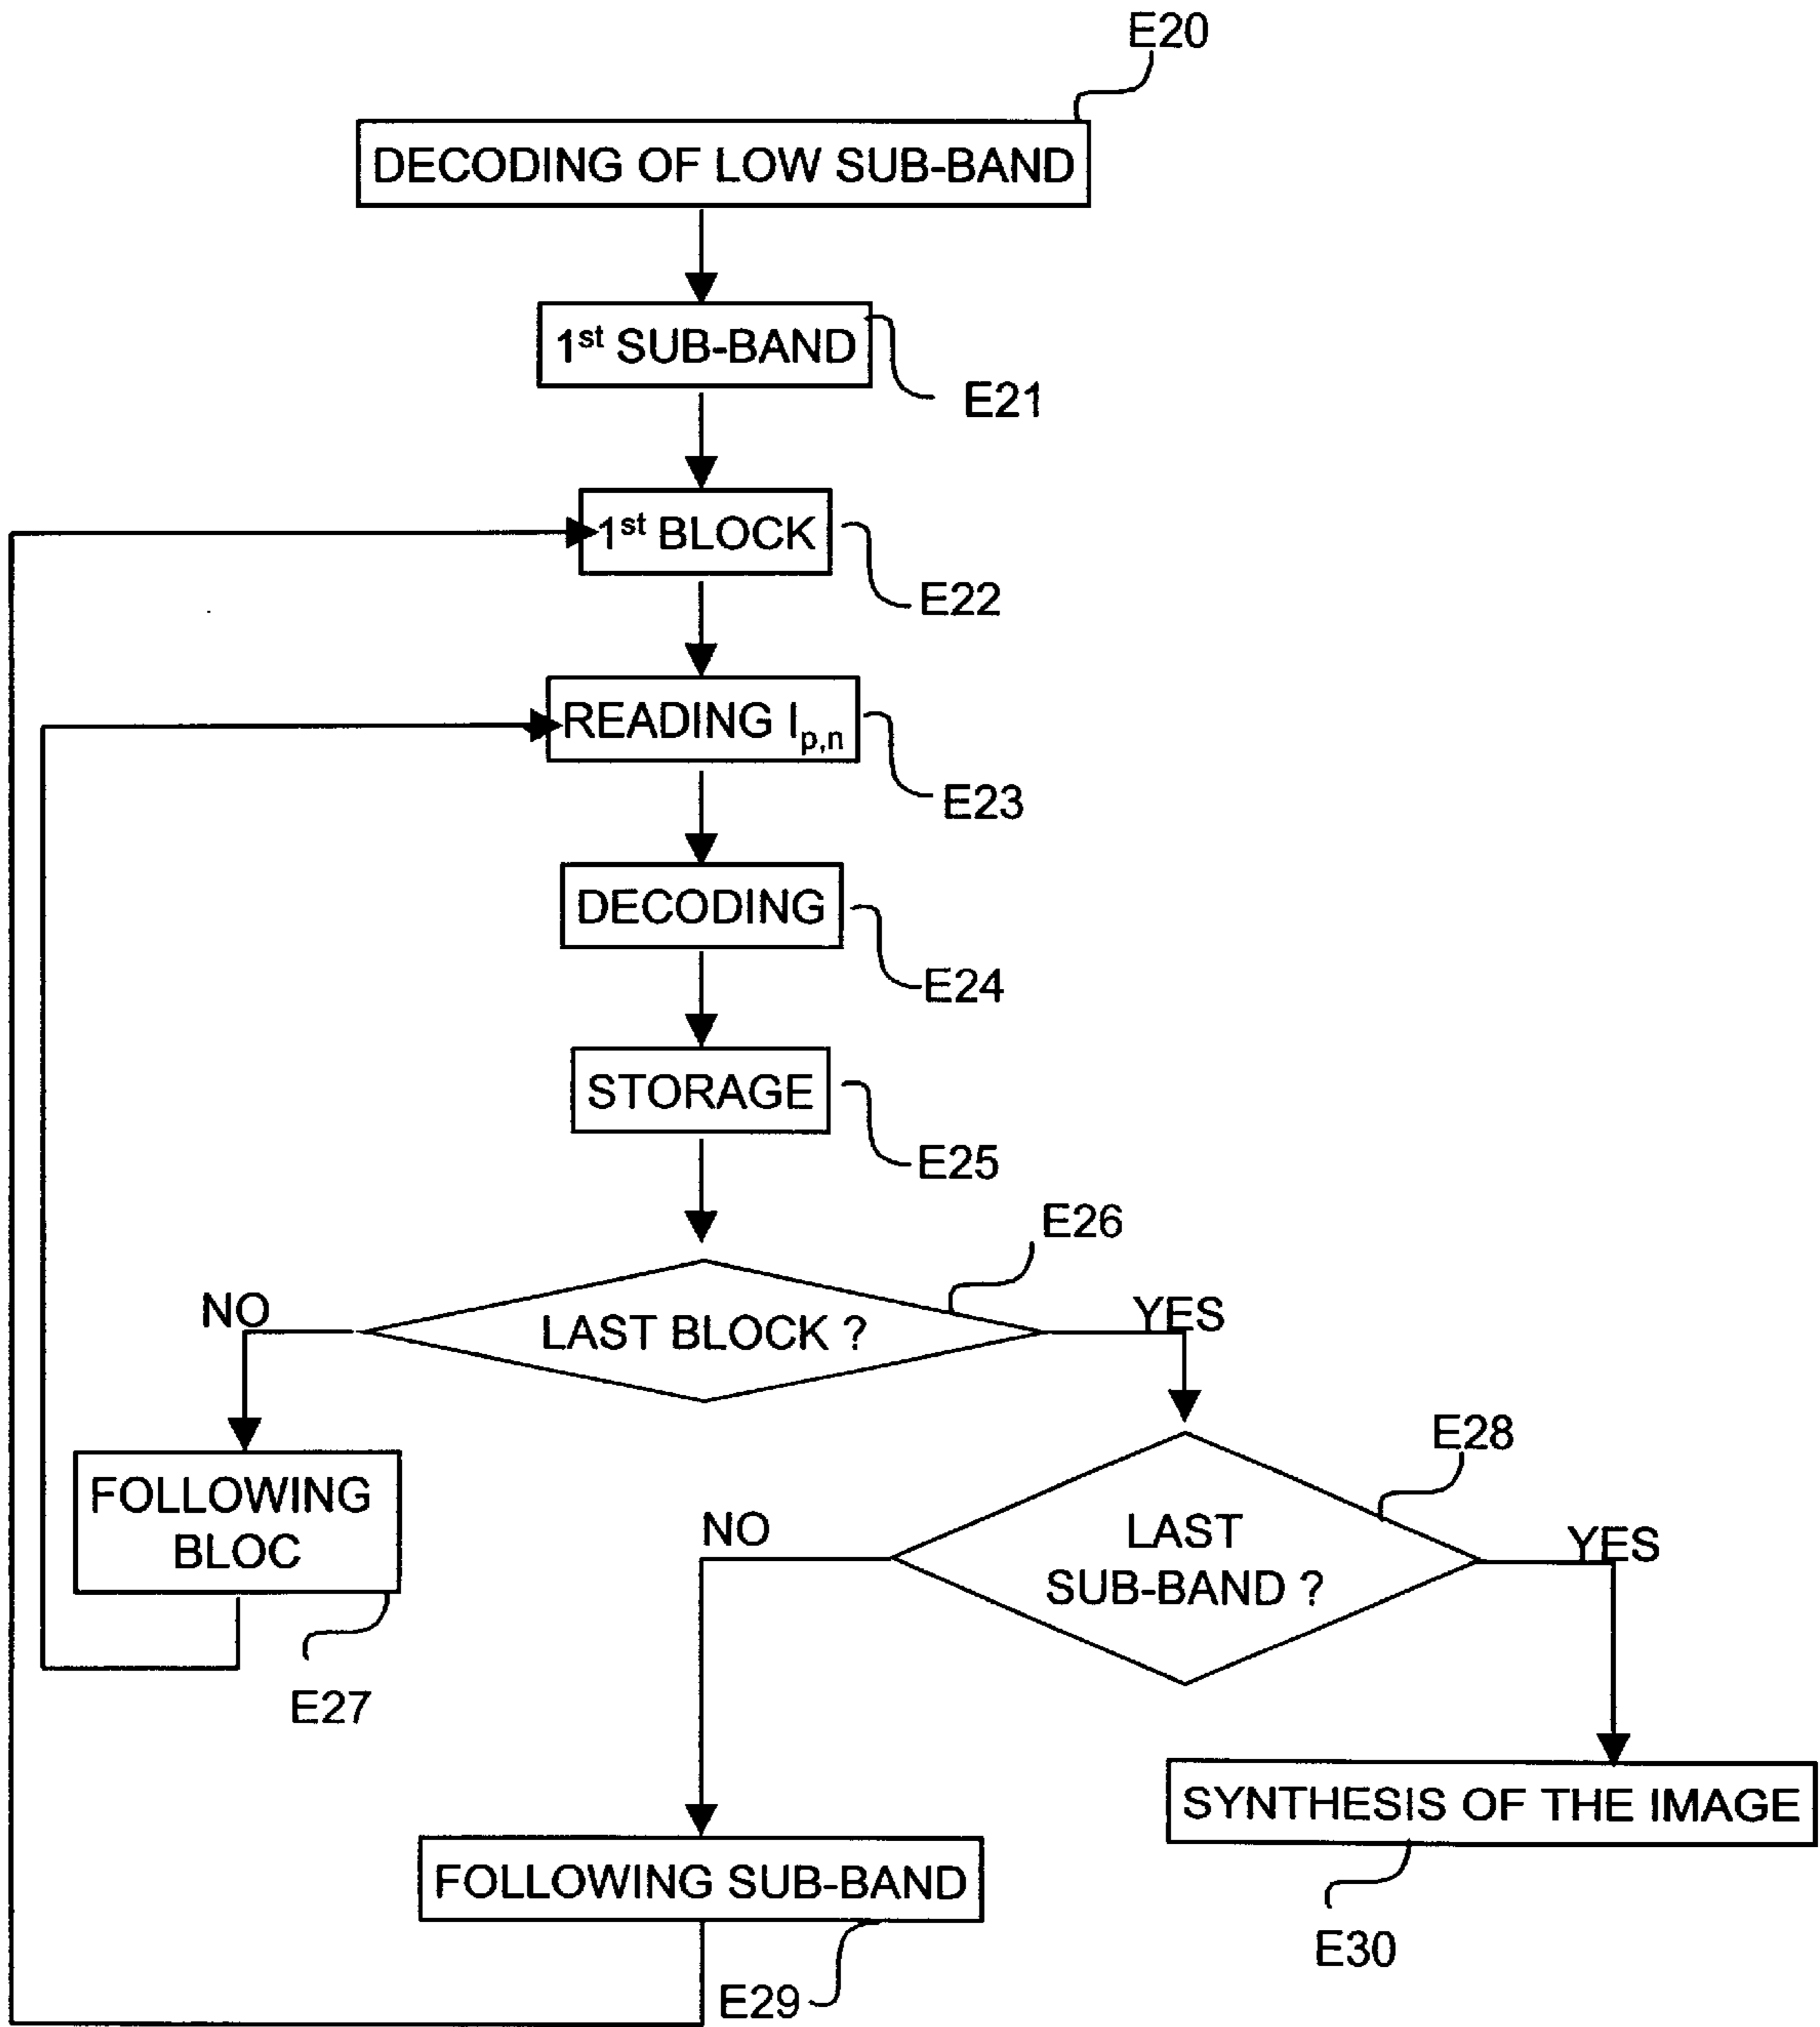 E20
DECODING OF LOW SUB-BAND
1st SUB-BAND
E21
1st BLOCK
E22
READING Ip,n
E23
DECODING
E24
STORAGE
E25
E26
NO
LAST BLOCK ?
YES
E28
FOLLOWING
BLOC
NO
LAST
SUB-BAND ?
YES
E27
SYNTHESIS OF THE IMAGE
FOLLOWING SUB-BAND
E30
E29